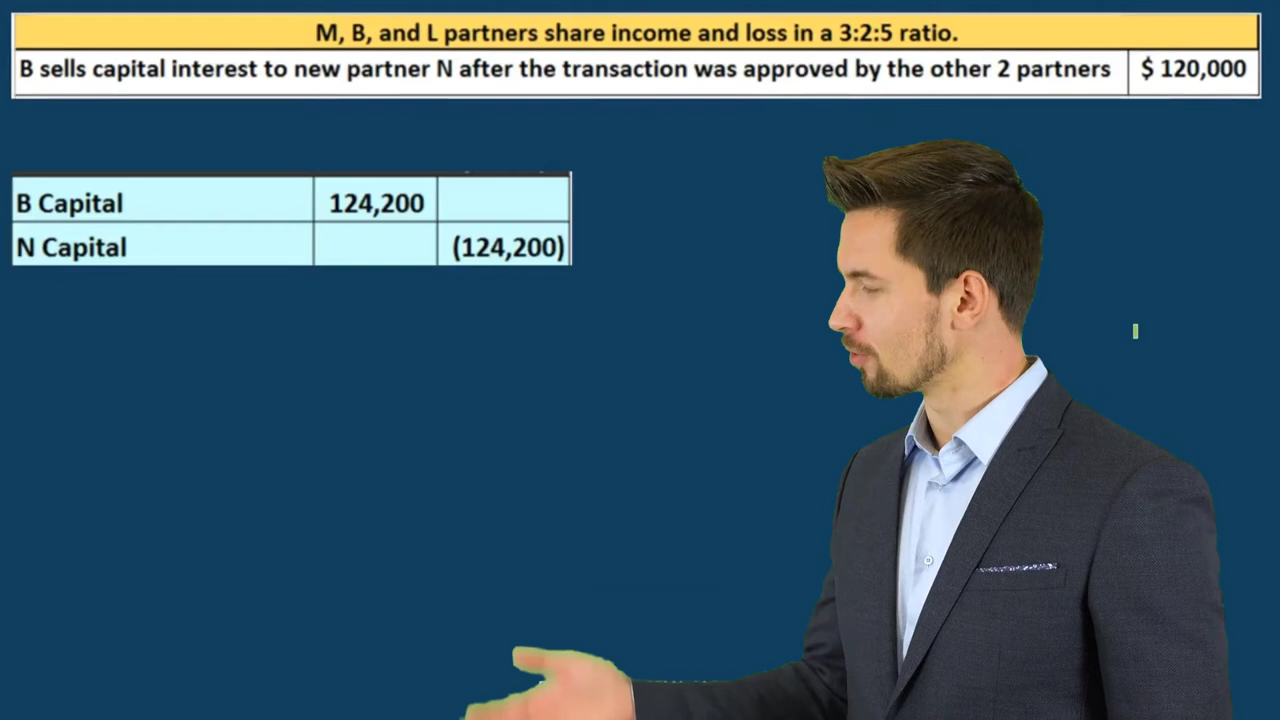 M, B, and L partners share income and loss in a 3:2:5 ratio.
B sells capital interest to new partner N after the transaction was approved by the other 2 partners $ 120,000
B Capital 124,200
N Capital (124,200)